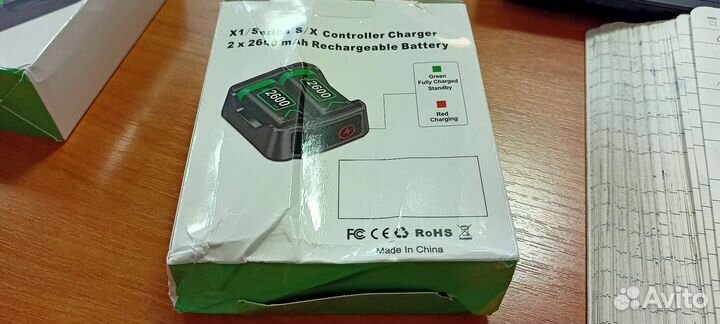 X1/Series S/X Controller Charger
2 x 2600 mAh Rechargeable Battery
2600
2600
Green
Fully Charged
Standby
Red
Charging
FC CE RoHS
Made In China
Avito